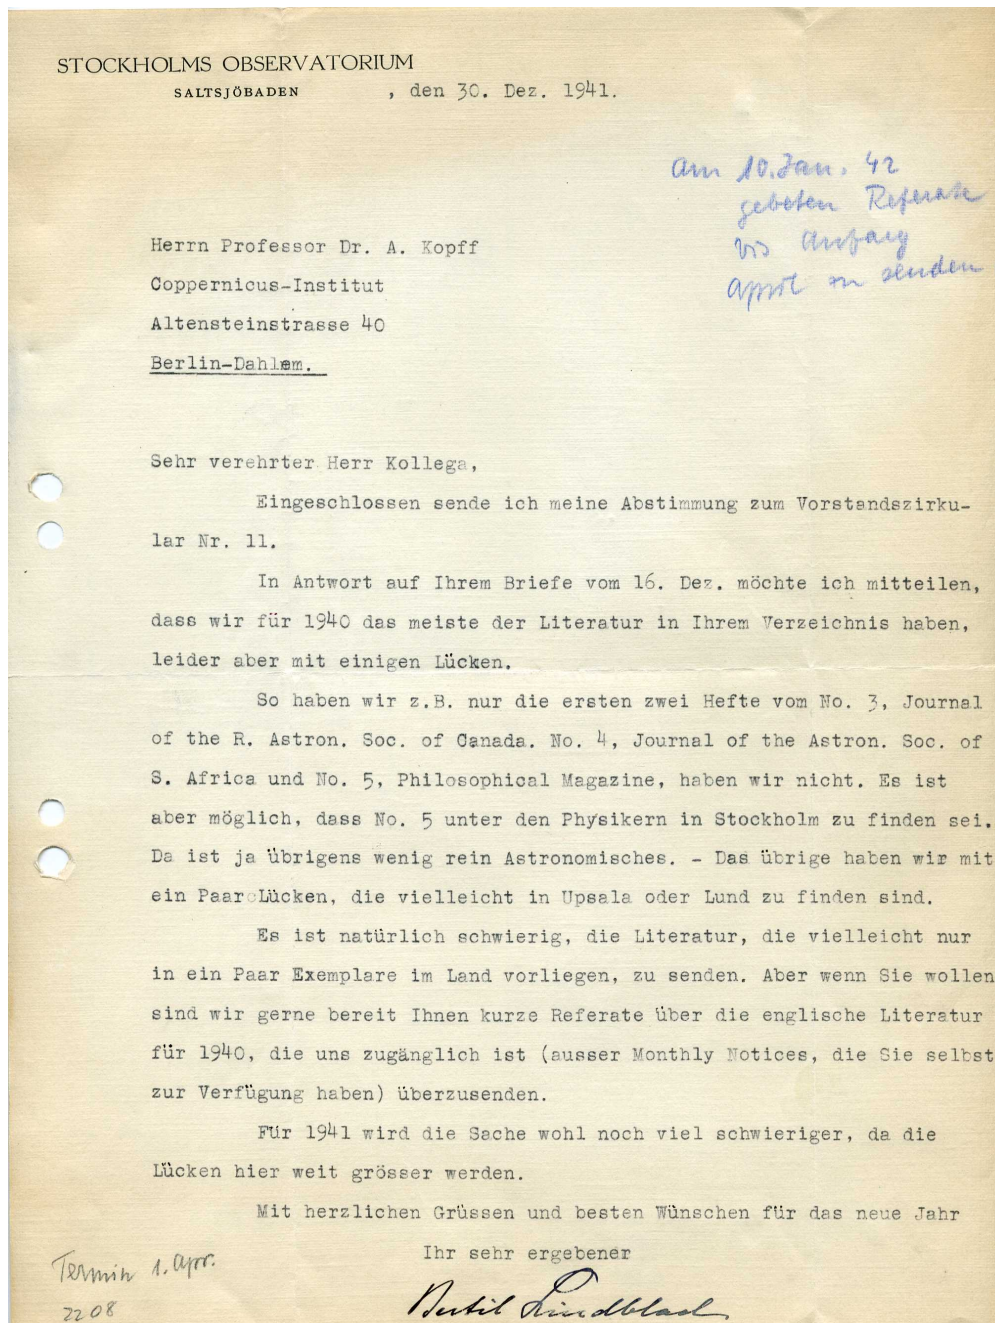 STOCKHOLMS OBSERVATORIUM
SALTSJÖBADEN , den 30. Dez. 1941.
Am 10. Jan. 42
gebeten Referate
bis Anfang
April zu senden
Herrn Professor Dr. A. Kopff
Coppernicus-Institut
Altensteinstrasse 40
Berlin-Dahlem.
Sehr verehrter Herr Kollega,
Eingeschlossen sende ich meine Abstimmung zum Vorstandszirku-
lar Nr. 11.
In Antwort auf Ihrem Briefe vom 16. Dez. möchte ich mitteilen,
dass wir für 1940 das meiste der Literatur in Ihrem Verzeichnis haben,
leider aber mit einigen Lücken.
So haben wir z.B. nur die ersten zwei Hefte vom No. 3, Journal
of the R. Astron. Soc. of Canada. No. 4, Journal of the Astron. Soc. of
S. Africa und No. 5, Philosophical Magazine, haben wir nicht. Es ist
aber möglich, dass No. 5 unter den Physikern in Stockholm zu finden sei.
Da ist ja übrigens wenig rein Astronomisches. - Das übrige haben wir mit
ein Paar Lücken, die vielleicht in Upsala oder Lund zu finden sind.
Es ist natürlich schwierig, die Literatur, die vielleicht nur
in ein Paar Exemplare im Land vorliegen, zu senden. Aber wenn Sie wollen
sind wir gerne bereit Ihnen kurze Referate über die englische Literatur
für 1940, die uns zugänglich ist (ausser Monthly Notices, die Sie selbst
zur Verfügung haben) überzusenden.
Für 1941 wird die Sache wohl noch viel schwieriger, da die
Lücken hier weit grösser werden.
Mit herzlichen Grüssen und besten Wünschen für das neue Jahr
Ihr sehr ergebener
Bertil Lindblad
Termin 1. Apr.
2208